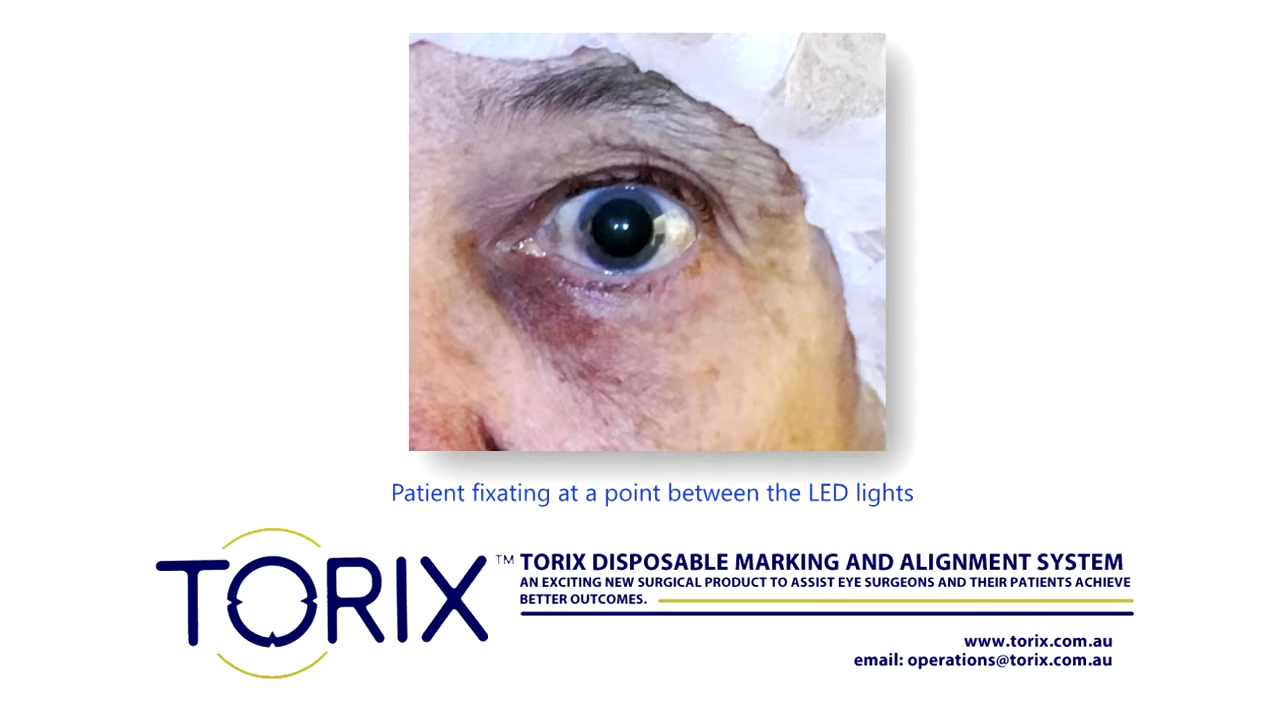 Patient fixating at a point between the LED lights
TORIX™
TORIX DISPOSABLE MARKING AND ALIGNMENT SYSTEM
AN EXCITING NEW SURGICAL PRODUCT TO ASSIST EYE SURGEONS AND THEIR PATIENTS ACHIEVE
BETTER OUTCOMES.
www.torix.com.au
email: operations@torix.com.au